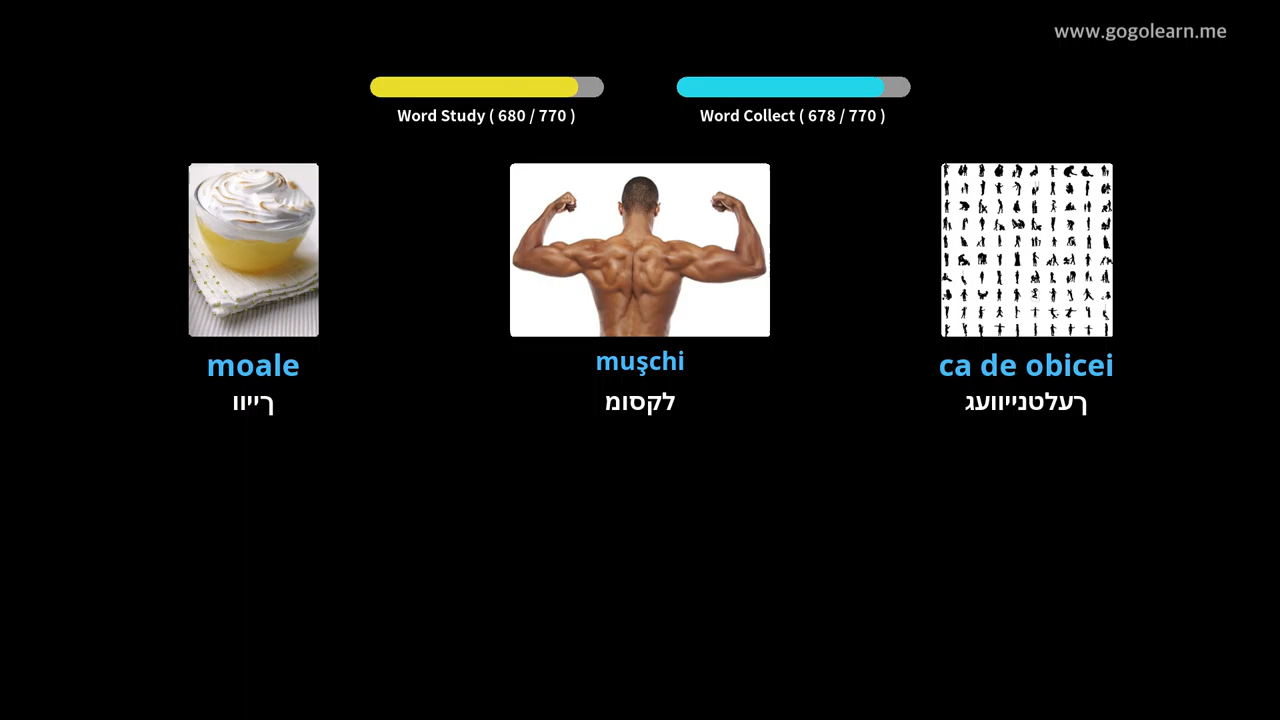 www.gogolearn.me
Word Study ( 680 / 770 )
Word Collect ( 678 / 770 )
moale
ךייוו
muşchi
לקסומ
ca de obicei
ךעלטנייוועג